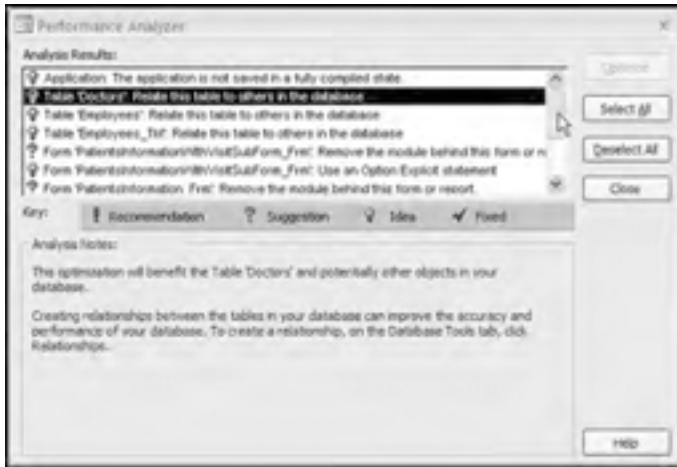 Performance Analyzer
Analysis Results:
Application: The application is not saved in a fully compiled state.
Table 'Doctors': Relate this table to others in the database.
Table 'Employees': Relate this table to others in the database
Table 'Employees_Tbl': Relate this table to others in the database
Form 'PatientsInformationWithVisitSubForm_Frm': Remove the module behind this form or r
Form 'PatientsInformationWithVisitSubForm_Frm': Use an Option Explicit statement
Form 'PatientsInformation_Frm': Remove the module behind this form or report.
Optimize
Select All
Deselect All
Close
Key: Recommendation Suggestion Idea Fixed
Analysis Notes:
This optimization will benefit the Table 'Doctors' and potentially other objects in your
database.
Creating relationships between the tables in your database can improve the accuracy and
performance of your database. To create a relationship, on the Database Tools tab, click
Relationships.
Help